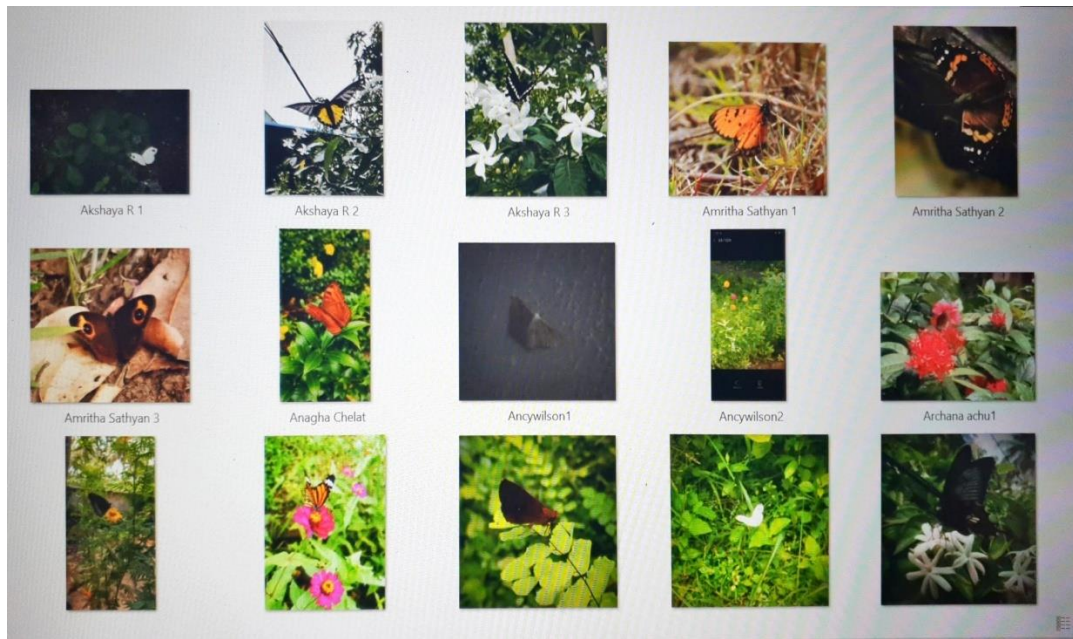 Akshaya R 1
Akshaya R 2
Akshaya R 3
Amritha Sathyan 1
Amritha Sathyan 2
Amritha Sathyan 3
Anagha Chelat
Ancywilson1
Ancywilson2
Archana achu1